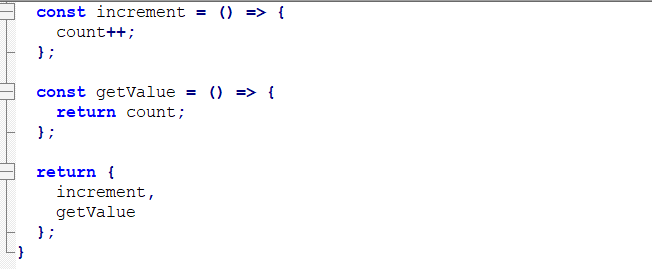 const increment = () => {
count++;
};
const getValue = () => {
return count;
};
return {
increment,
getValue
};
}